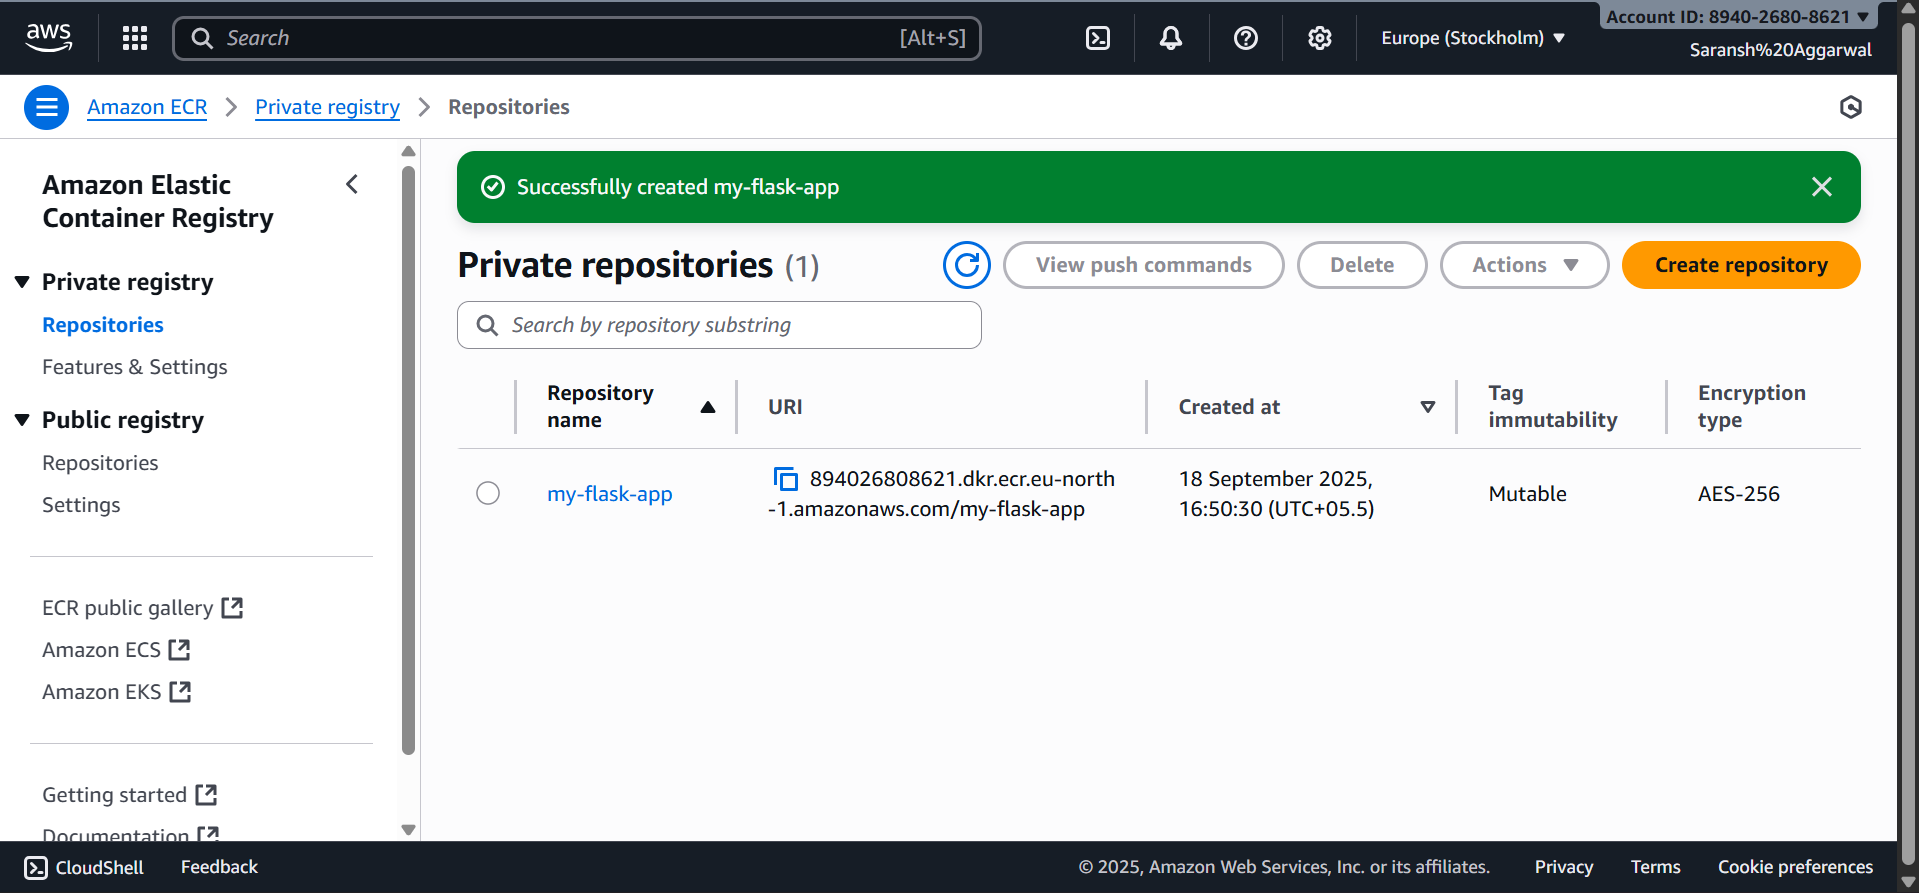 aws
Search
[Alt+S]
Europe (Stockholm)
Account ID: 8940-2680-8621
Saransh%20Aggarwal
Amazon ECR
Private registry
Repositories
Amazon Elastic
Container Registry
Private registry
Repositories
Features & Settings
Public registry
Repositories
Settings
ECR public gallery
Amazon ECS
Amazon EKS
Getting started
Documentation
Successfully created my-flask-app
Private repositories (1)
View push commands
Delete
Actions
Create repository
Search by repository substring
Repository
name
URI
Created at
Tag
immutability
Encryption
type
my-flask-app
894026808621.dkr.ecr.eu-north
-1.amazonaws.com/my-flask-app
18 September 2025,
16:50:30 (UTC+05.5)
Mutable
AES-256
CloudShell
Feedback
© 2025, Amazon Web Services, Inc. or its affiliates.
Privacy
Terms
Cookie preferences